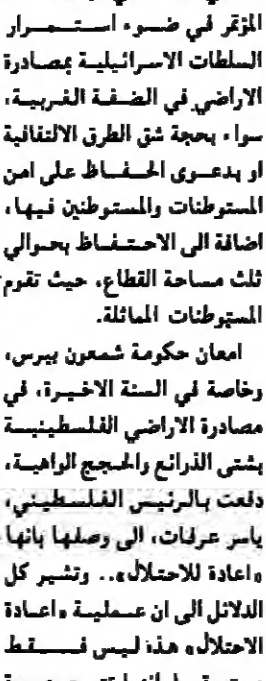 المؤتمر في ضوء استمرار
السلطات الاسرائيلية بمصادرة
الاراضي في الضفة الغربية،
سواء بحجة شق الطرق الالتفافية
او بدعوى الحفاظ على امن
المستوطنات والمستوطنين فيها،
اضافة الى الاحتفاظ بحوالي
ثلث مساحة القطاع، حيث تقوم
المستوطنات الماثلة.
امعان حكومة شمعون بيرس،
وخاصة في السنة الاخيرة، في
مصادرة الاراضي الفلسطينية
بشتى الذرائع والحجج الواهية،
دفعت بالرئيس الفلسطيني،
ياسر عرفات، الى وصلها بانها
«اعادة للاحتلال».. وتشير كل
الدلائل الى ان عملية «اعادة
الاحتلال» هذه ليس فقط